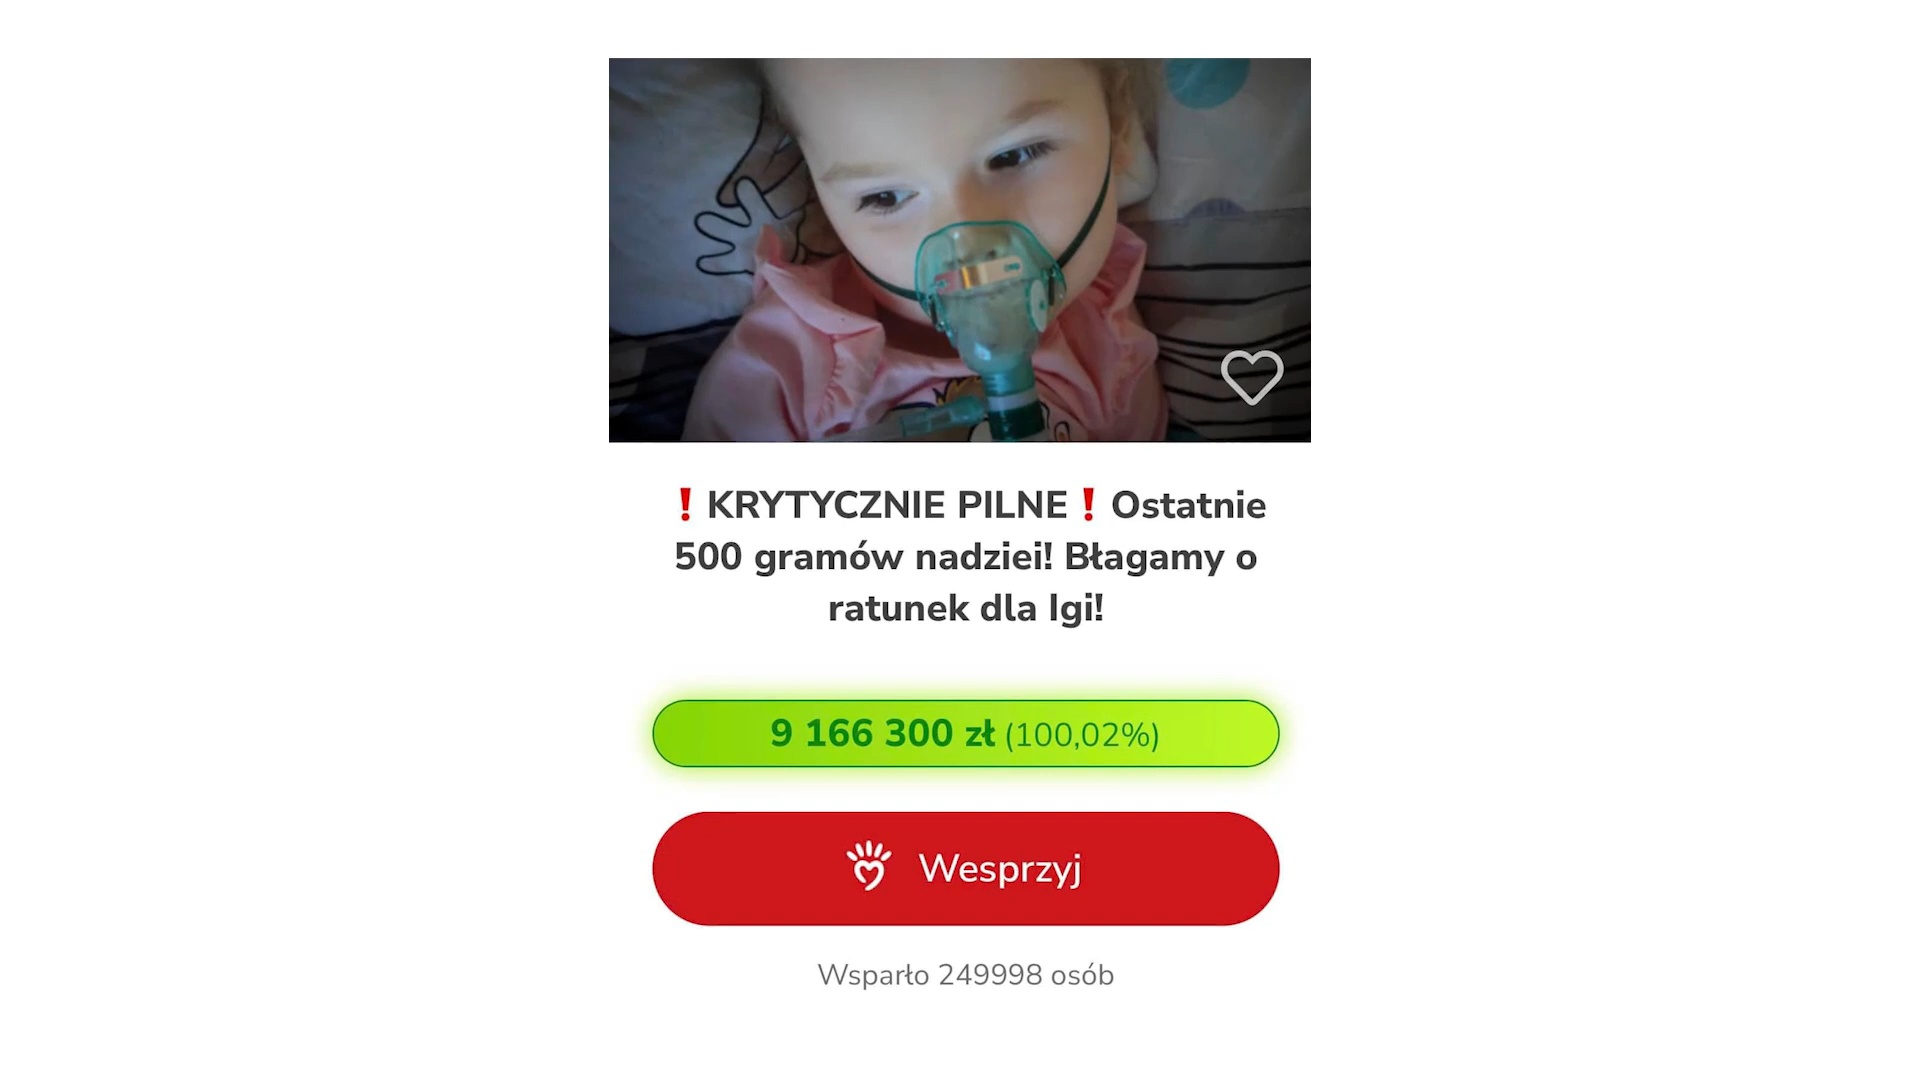 ❗KRYTYCZNIE PILNE❗Ostatnie
500 gramów nadziei! Błagamy o
ratunek dla Igi!
9 166 300 zł (100,02%)
Wesprzyj
Wsparło 249998 osób